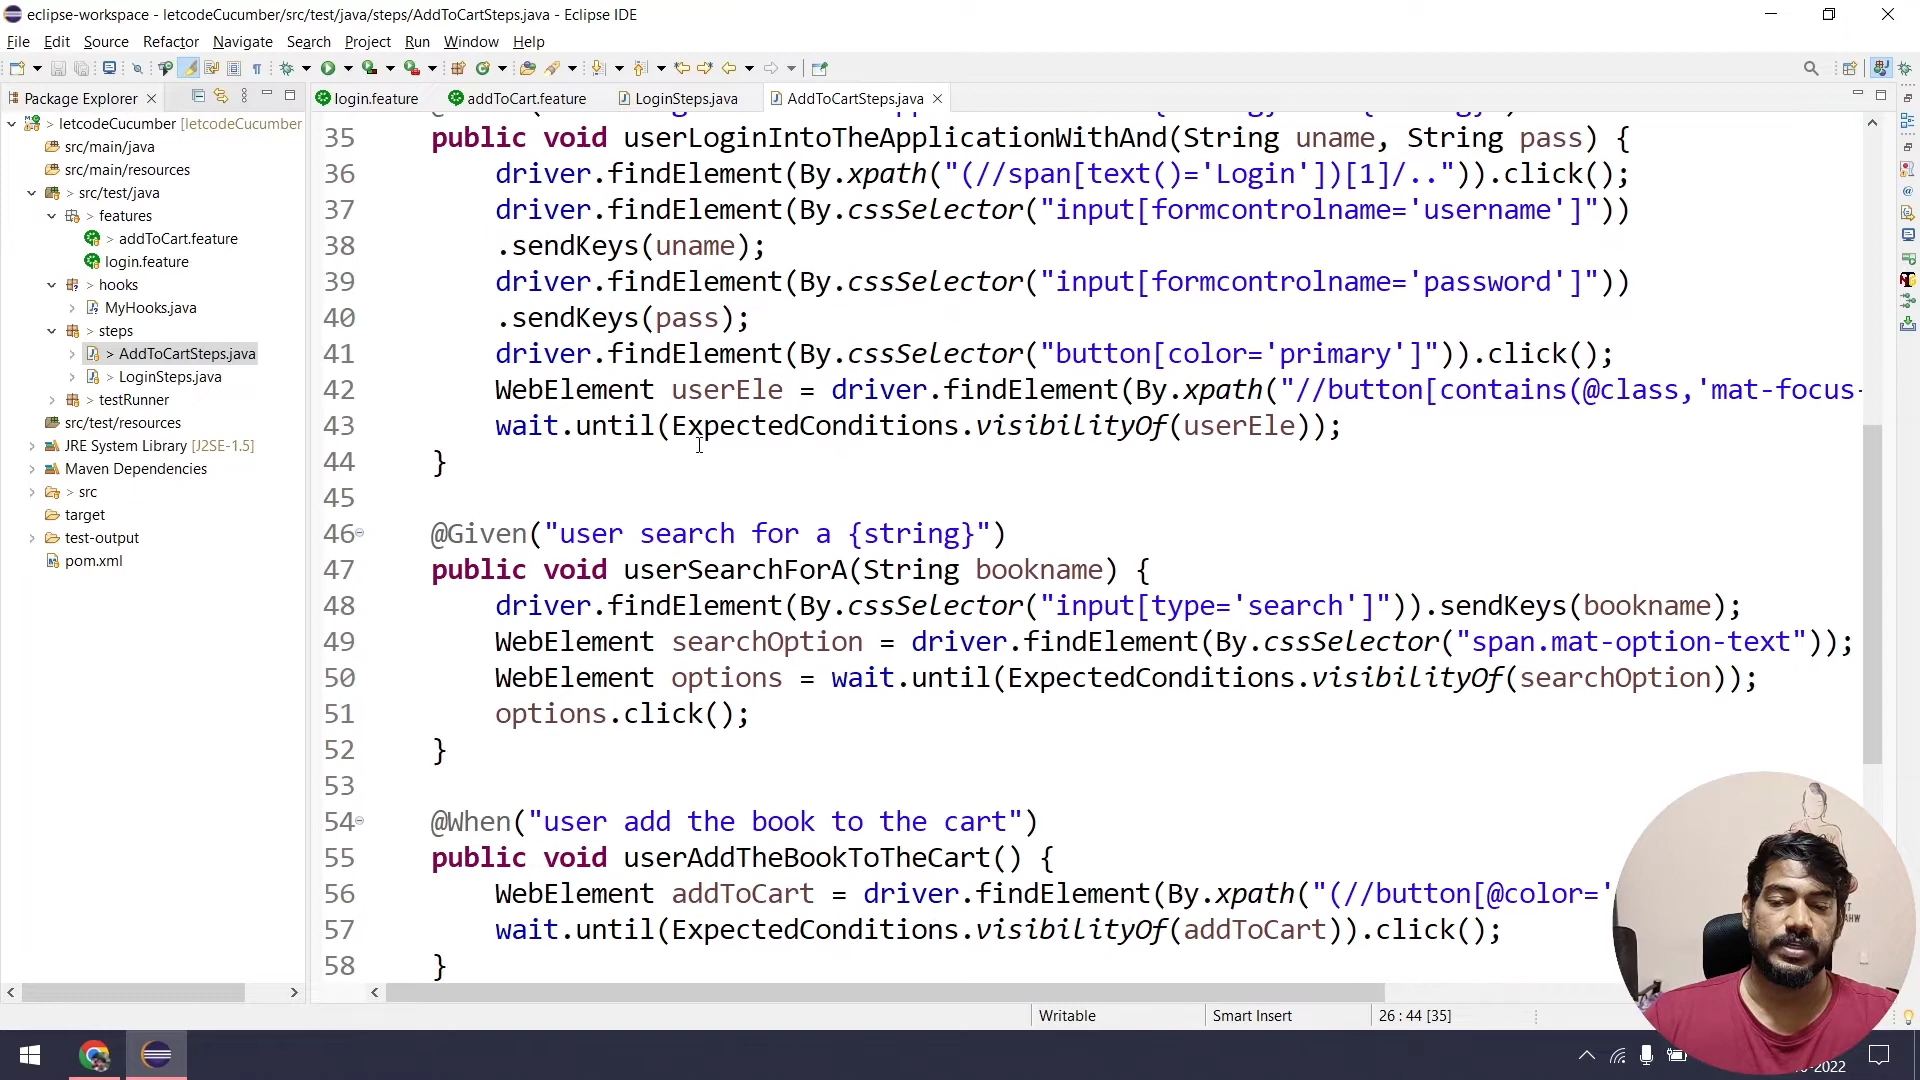 eclipse-workspace - letcodeCucumber/src/test/java/steps/AddToCartSteps.java - Eclipse IDE
File Edit Source Refactor Navigate Search Project Run Window Help
Package Explorer
login.feature addToCart.feature LoginSteps.java AddToCartSteps.java
> letcodeCucumber [letcodeCucumber
src/main/java
src/main/resources
> src/test/java
> features
> addToCart.feature
> login.feature
> hooks
MyHooks.java
> steps
> AddToCartSteps.java
> LoginSteps.java
> testRunner
src/test/resources
JRE System Library [J2SE-1.5]
Maven Dependencies
> src
target
> test-output
pom.xml
35 public void userLoginIntoTheApplicationWithAnd(String uname, String pass) {
36 driver.findElement(By.xpath("(//span[text()='Login'])[1]/..")).click();
37 driver.findElement(By.cssSelector("input[formcontrolname='username']"))
38 .sendKeys(uname);
39 driver.findElement(By.cssSelector("input[formcontrolname='password']"))
40 .sendKeys(pass);
41 driver.findElement(By.cssSelector("button[color='primary']")).click();
42 WebElement userEle = driver.findElement(By.xpath("//button[contains(@class,'mat-focus-
43 wait.until(ExpectedConditions.visibilityOf(userEle));
44 }
45
46 @Given("user search for a {string}")
47 public void userSearchForA(String bookname) {
48 driver.findElement(By.cssSelector("input[type='search']")).sendKeys(bookname);
49 WebElement searchOption = driver.findElement(By.cssSelector("span.mat-option-text"));
50 WebElement options = wait.until(ExpectedConditions.visibilityOf(searchOption));
51 options.click();
52 }
53
54 @When("user add the book to the cart")
55 public void userAddTheBookToTheCart() {
56 WebElement addToCart = driver.findElement(By.xpath("(//button[@color='
57 wait.until(ExpectedConditions.visibilityOf(addToCart)).click();
58 }
Writable Smart Insert 26 : 44 [35]